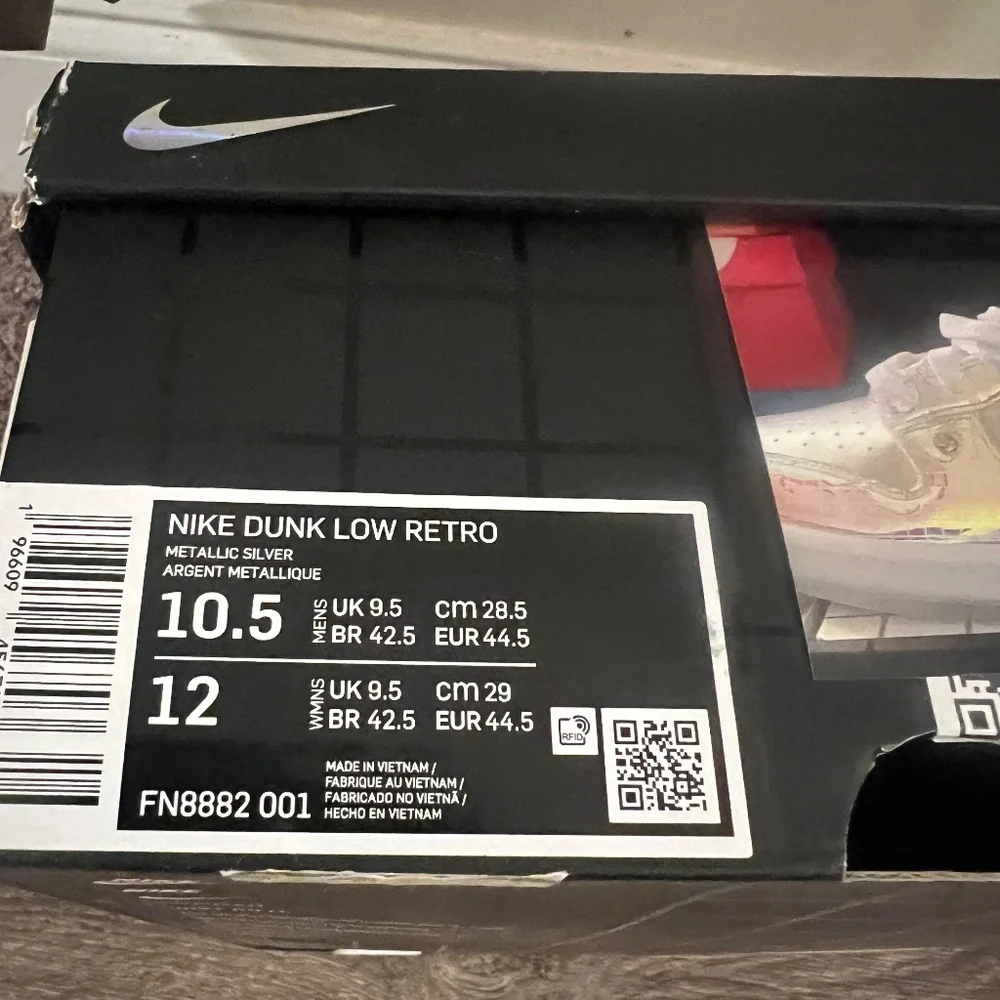 NIKE DUNK LOW RETRO
METALLIC SILVER
ARGENT METALLIQUE
10.5 MENS UK 9.5 CM 28.5
BR 42.5 EUR 44.5
12 WMNS UK 9.5 CM 29
BR 42.5 EUR 44.5
RFID
MADE IN VIETNAM /
FABRIQUE AU VIETNAM /
FABRICADO NO VIETNÃ /
HECHO EN VIETNAM
FN8882 001
1
60996